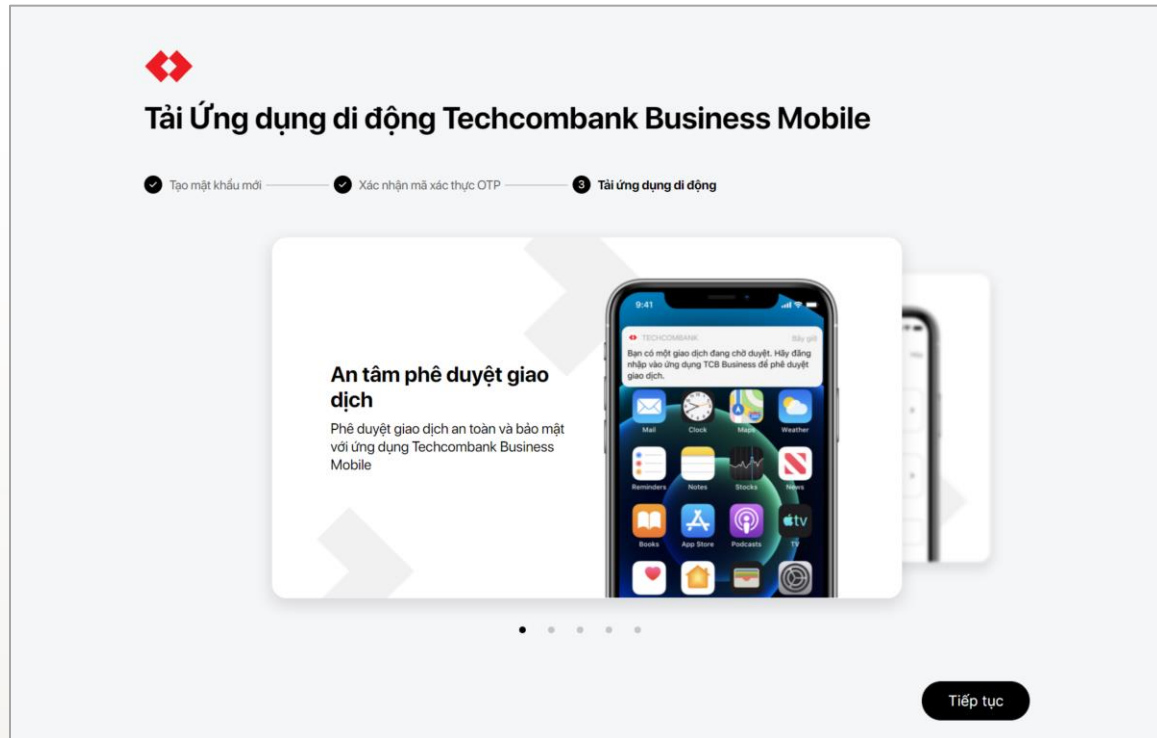 Tải Ứng dụng di động Techcombank Business Mobile
Tạo mật khẩu mới
Xác nhận mã xác thực OTP
3 Tải ứng dụng di động
An tâm phê duyệt giao
dịch
Phê duyệt giao dịch an toàn và bảo mật
với ứng dụng Techcombank Business
Mobile
9:41
TECHCOMBANK Bây giờ
Bạn có một giao dịch đang chờ duyệt. Hãy đăng
nhập vào ứng dụng TCB Business để phê duyệt
giao dịch.
Mail Clock Maps Weather
Reminders Notes Stocks News
Books App Store Podcasts TV
tv
Tiếp tục